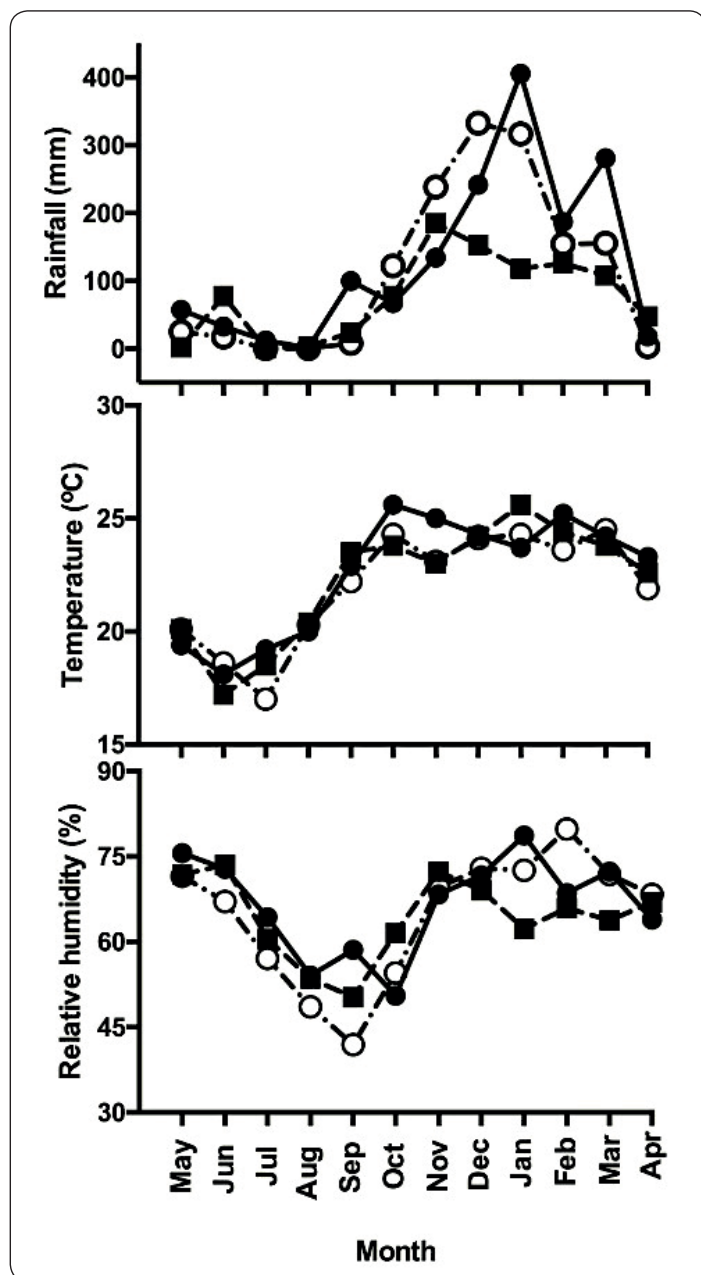 Rainfall (mm)
400
300
200
100
0
Temperature (ºC)
30
25
20
15
Relative humidity (%)
90
75
60
45
30
May Jun Jul Aug Sep Oct Nov Dec Jan Feb Mar Apr
Month